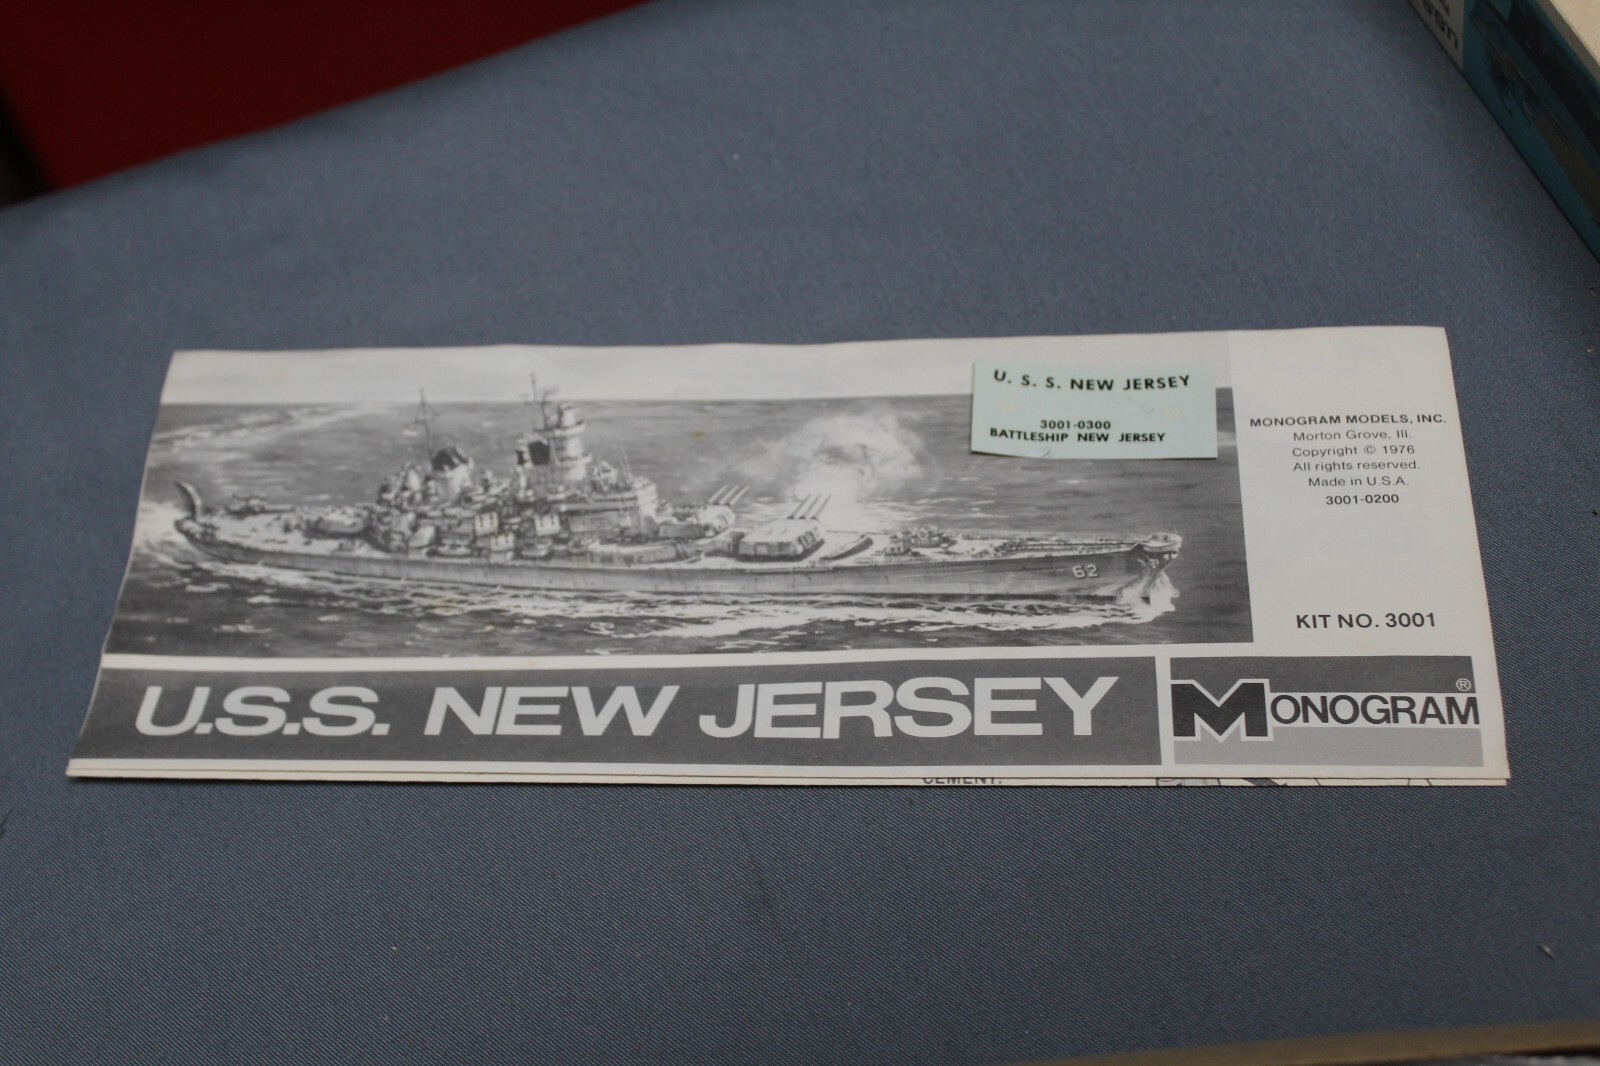 U. S. S. NEW JERSEY
3001-0300
BATTLESHIP NEW JERSEY
MONOGRAM MODELS, INC.
Morton Grove, Ill.
Copyright © 1976
All rights reserved.
Made in U.S.A.
3001-0200
62
KIT NO. 3001
U.S.S. NEW JERSEY
MONOGRAM®
CEMENT.